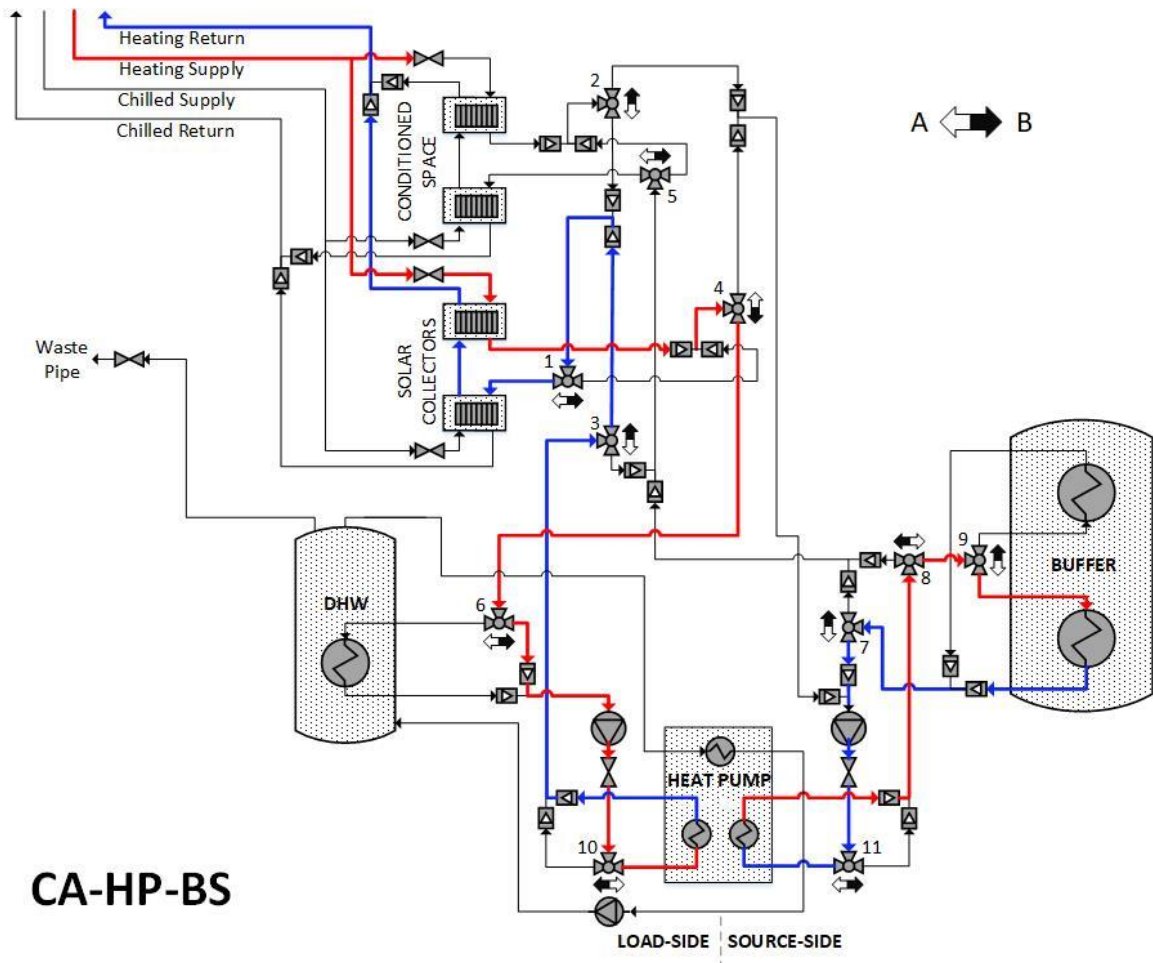 Heating Return
Heating Supply
Chilled Supply
Chilled Return
CONDITIONED
SPACE
2
A
B
5
4
SOLAR
COLLECTORS
1
3
Waste
Pipe
8
9
BUFFER
DHW
6
7
HEAT PUMP
10
11
CA-HP-BS
LOAD-SIDE
SOURCE-SIDE